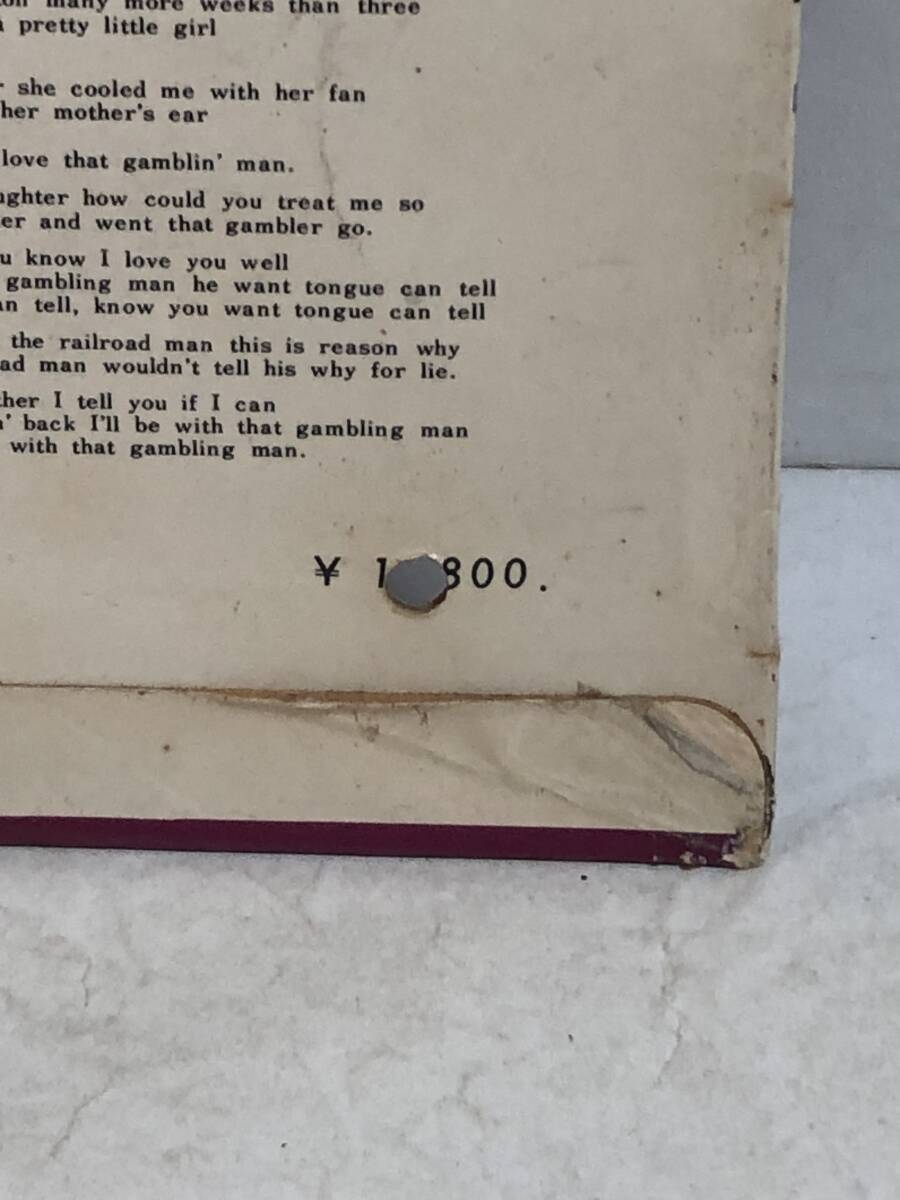 many more weeks than three
pretty little girl
she cooled me with her fan
her mother's ear
love that gamblin' man.
how could you treat me so
and went that gambler go.
know I love you well
gambling man he want tongue can tell
tell, know you want tongue can tell
the railroad man this is reason why
man wouldn't tell his why for lie.
I tell you if I can
back I'll be with that gambling man
with that gambling man.
¥ 1 800.